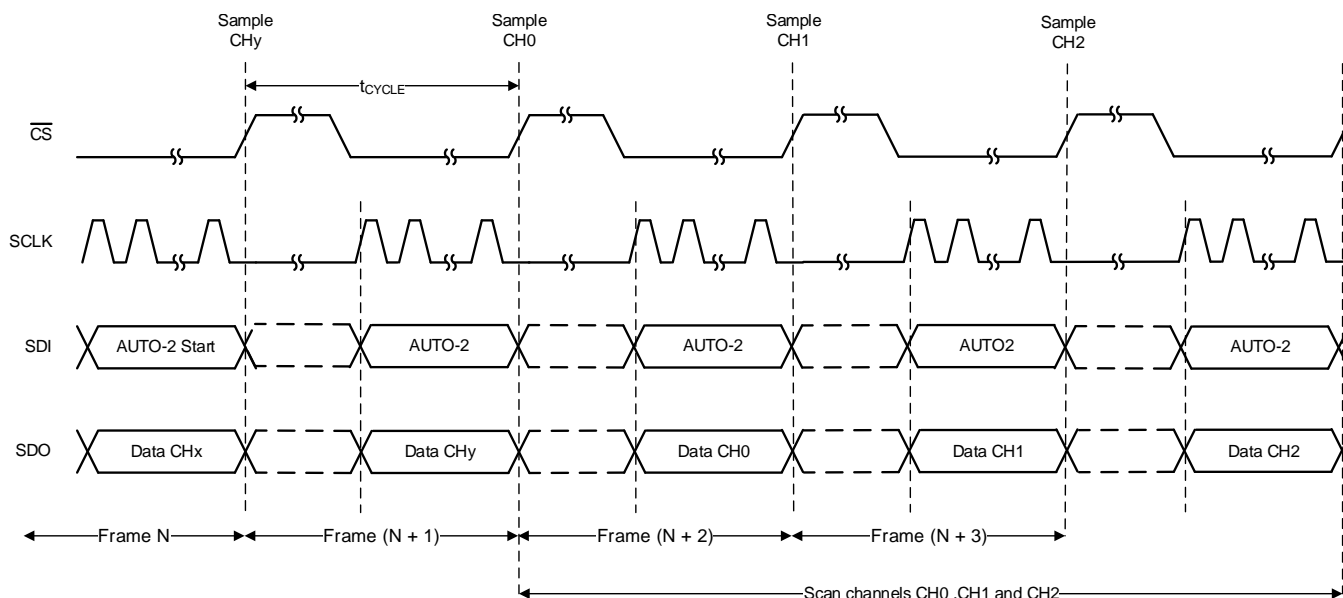 Sample CHy
Sample CH0
Sample CH1
Sample CH2
tCYCLE
CS
SCLK
SDI
AUTO-2 Start
AUTO-2
AUTO-2
AUTO2
AUTO-2
SDO
Data CHx
Data CHy
Data CH0
Data CH1
Data CH2
Frame N
Frame (N + 1)
Frame (N + 2)
Frame (N + 3)
Scan channels CH0 ,CH1 and CH2